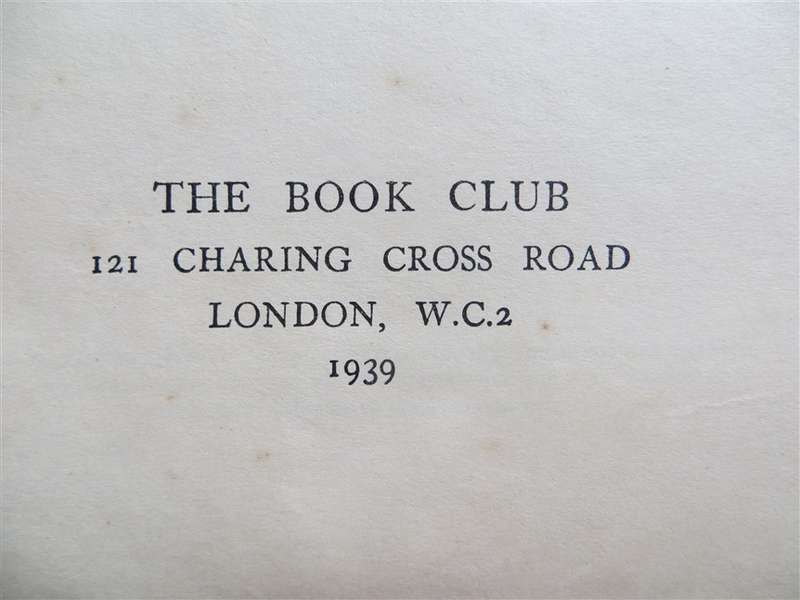 THE BOOK CLUB
121 CHARING CROSS ROAD
LONDON, W.C.2
1939